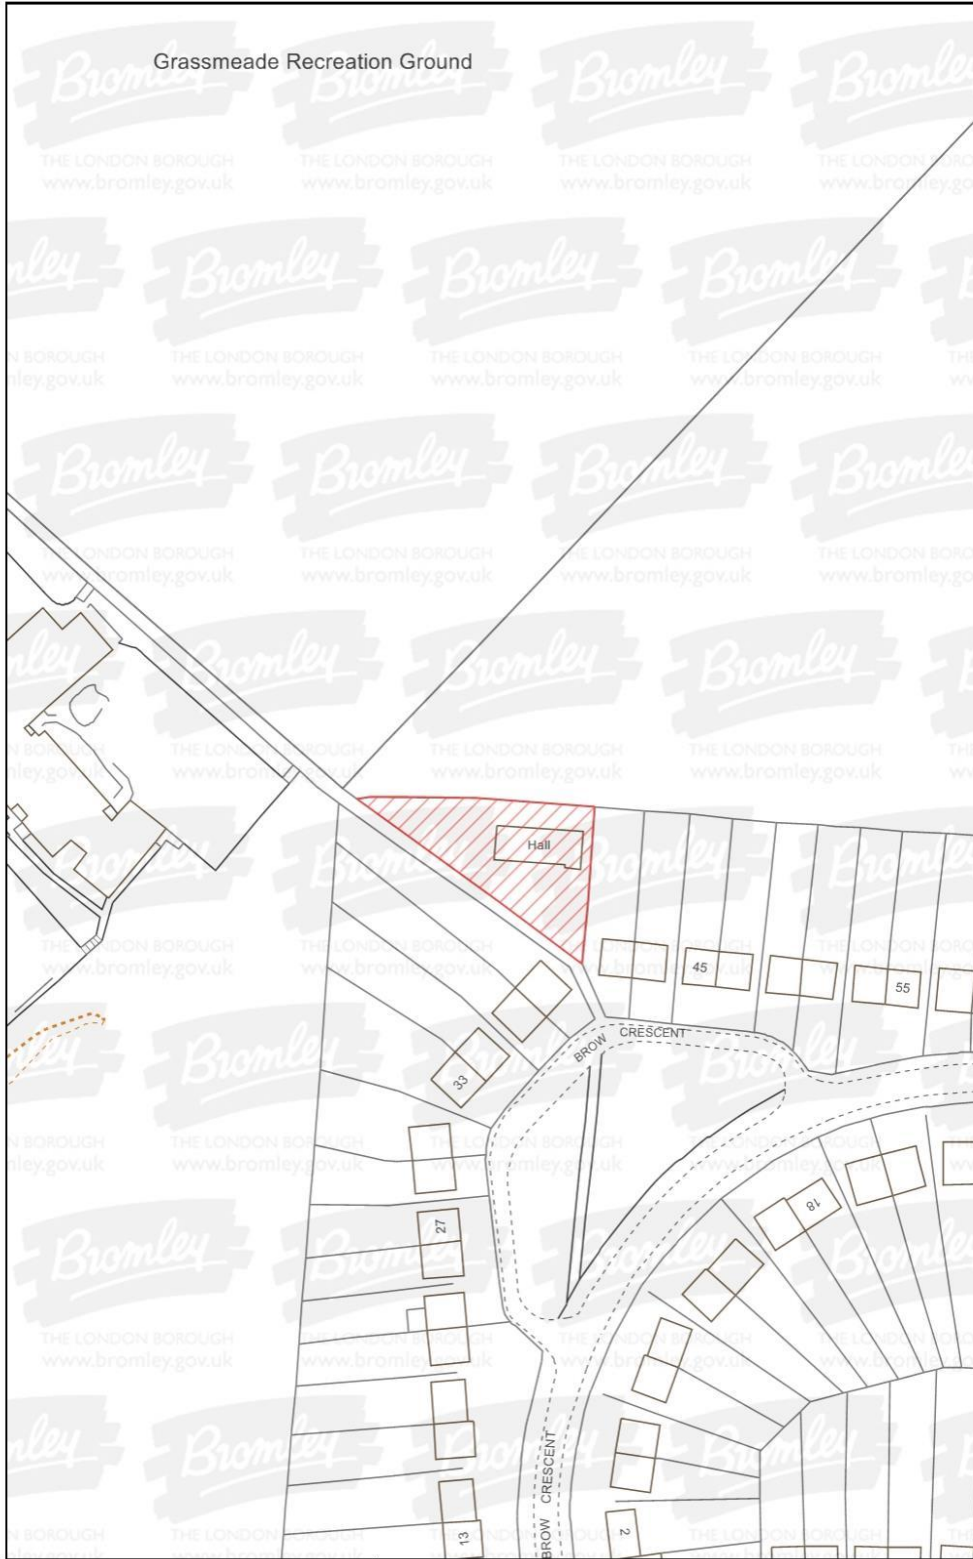 Grassmeade Recreation Ground
Bromley
THE LONDON BOROUGH
www.bromley.gov.uk
Hall
45
55
BROW CRESCENT
33
18
27
BROW CRESCENT
13
2